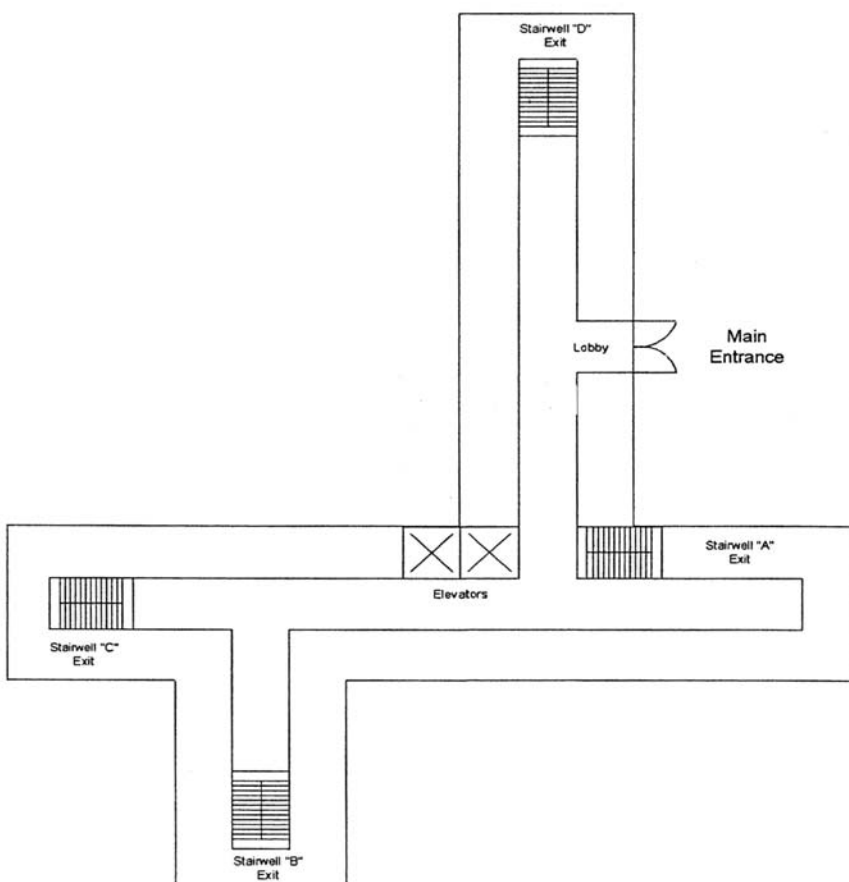 Stairwell "D"
Exit
Lobby
Main
Entrance
Stairwell "A"
Exit
Elevators
Stairwell "C"
Exit
Stairwell "B"
Exit